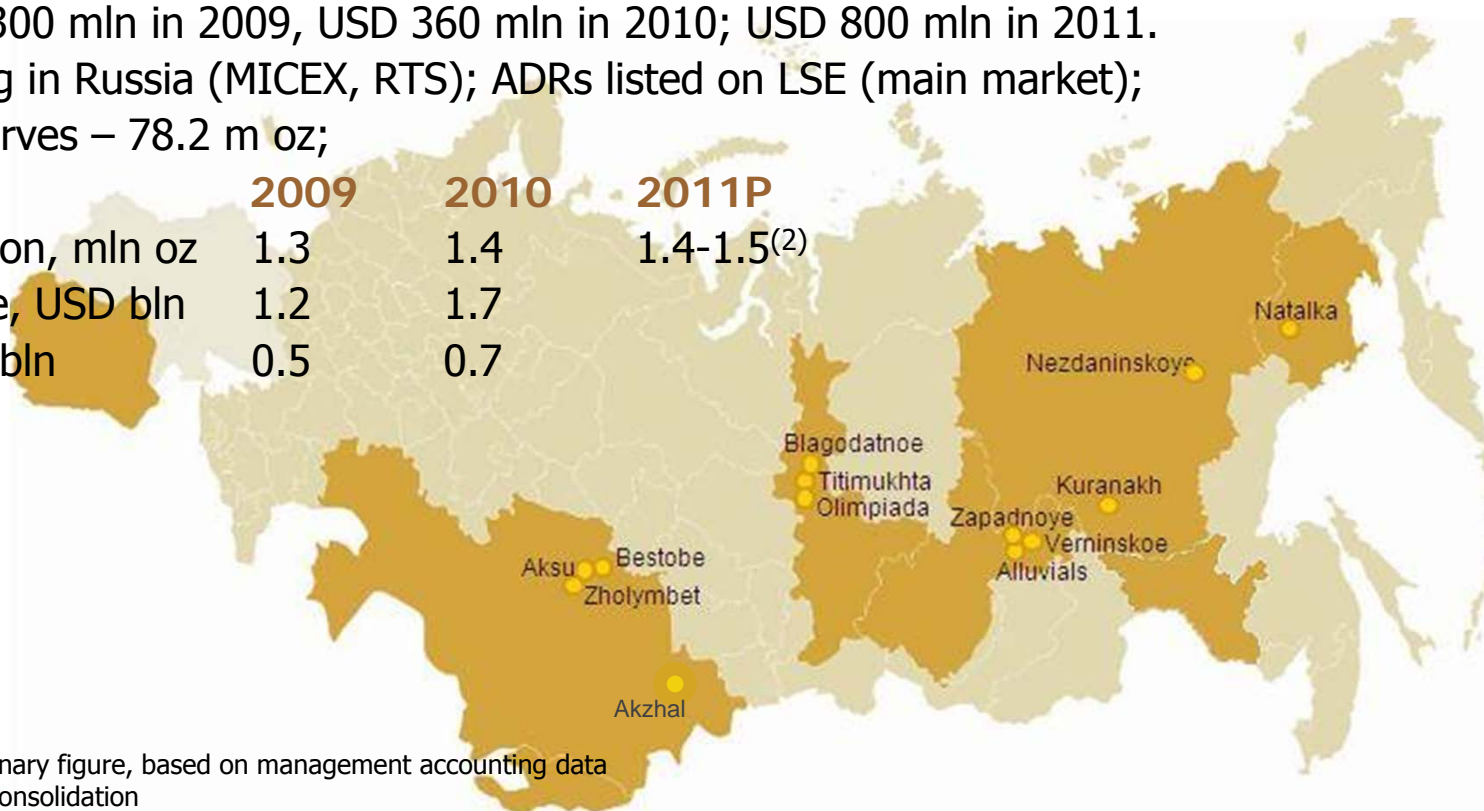 300 mln in 2009, USD 360 mln in 2010; USD 800 mln in 2011.
g in Russia (MICEX, RTS); ADRs listed on LSE (main market);
erves – 78.2 m oz;
2009 2010 2011P
on, mln oz 1.3 1.4 1.4-1.5(2)
e, USD bln 1.2 1.7
bln 0.5 0.7
Natalka
Nezdaninskoye
Blagodatnoe
Titimukhta
Kuranakh
Olimpiada
Zapadnoye
Verninskoe
Alluvials
Aksu
Bestobe
Zholymbet
Akzhal
nary figure, based on management accounting data
onsolidation